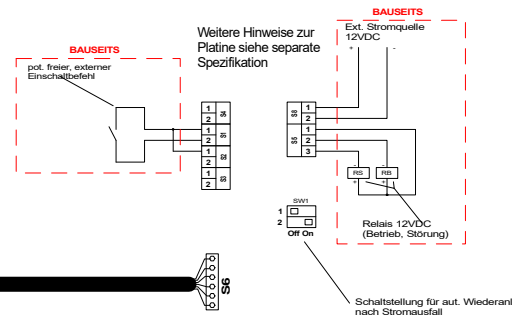 BAUSEITS
pot. freier, externer
Einschaltbefehl
Weitere Hinweise zur
Platine siehe separate
Spezifikation
BAUSEITS
Ext. Stromquelle
12VDC
+ -
1
2
S4
1
2
S1
1
2
S2
1
2
S3
S8
1
2
S5
1
2
3
- -
RS RB
+ +
Relais 12VDC
(Betrieb, Störung)
SW1
1
2
Off On
S6
Schaltstellung für aut. Wiederanl
nach Stromausfall